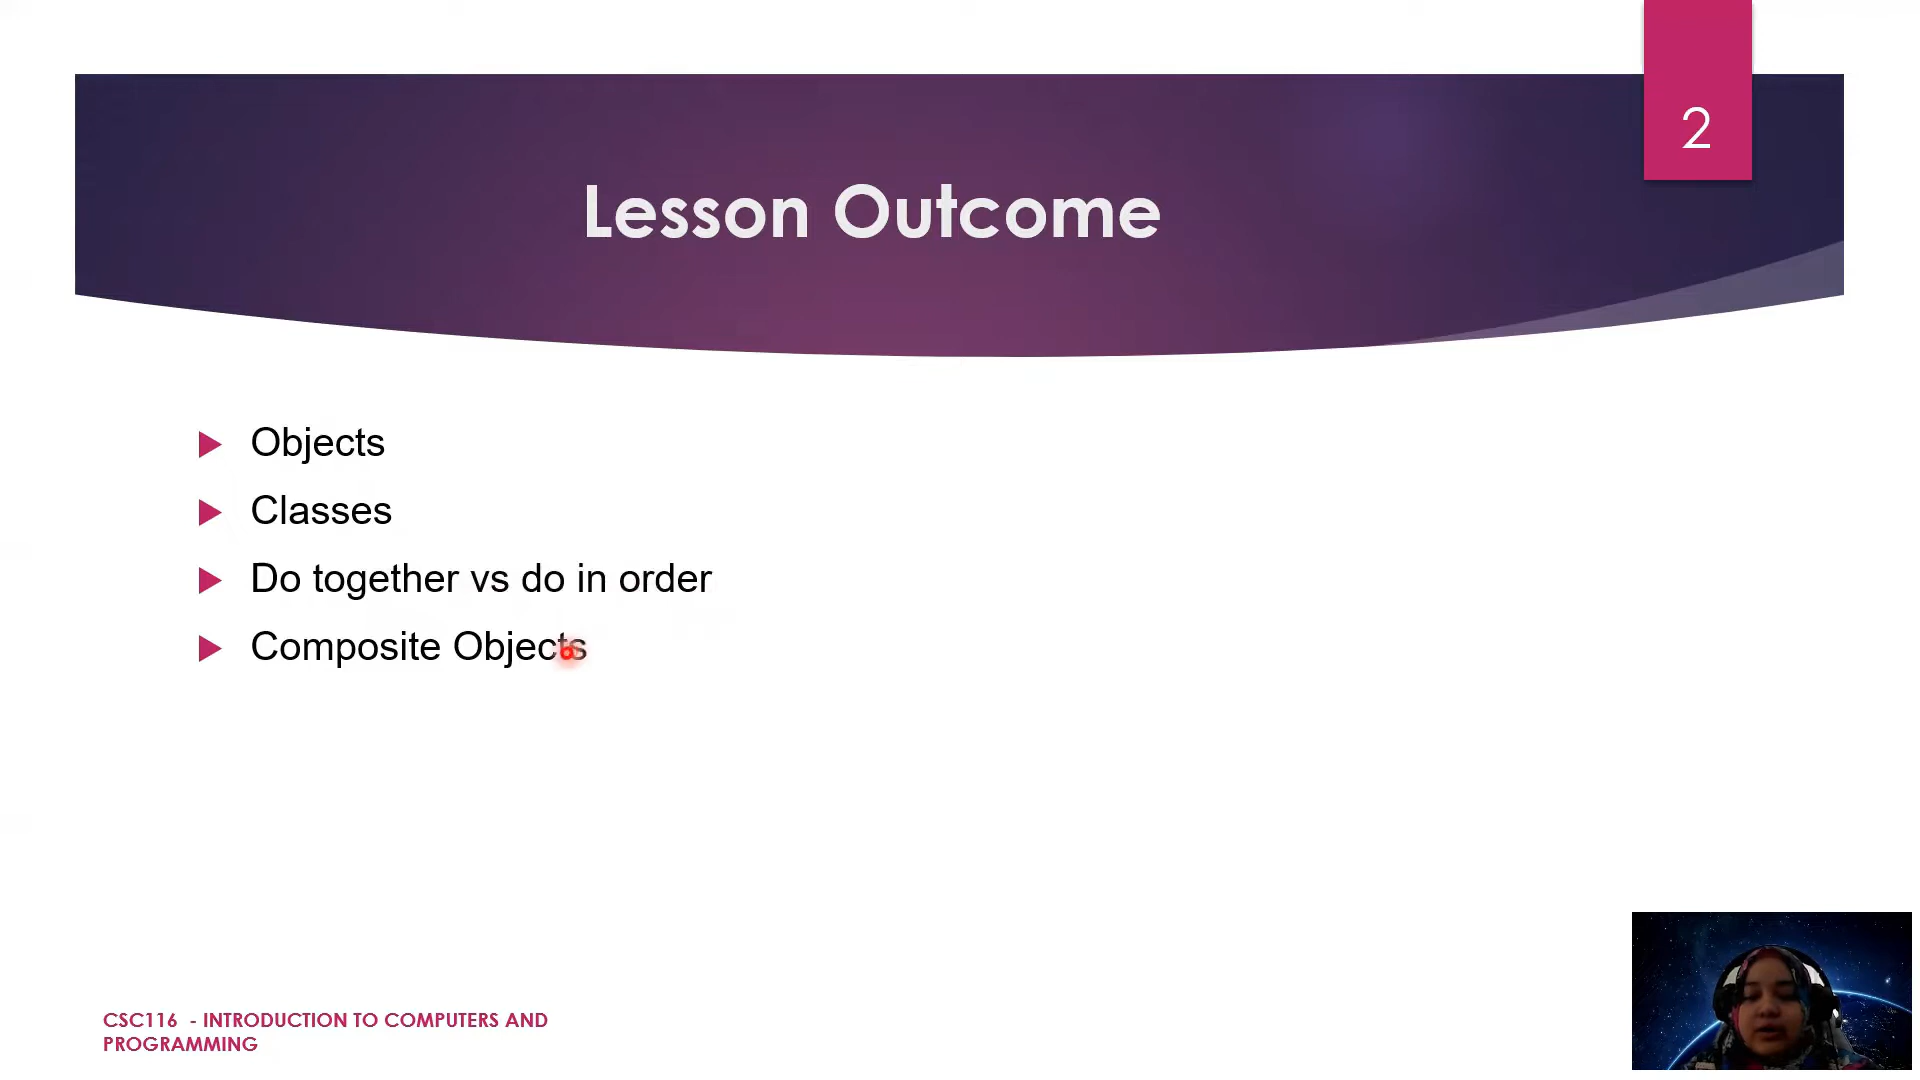 2
Lesson Outcome
Objects
Classes
Do together vs do in order
Composite Objects
CSC116 - INTRODUCTION TO COMPUTERS AND
PROGRAMMING